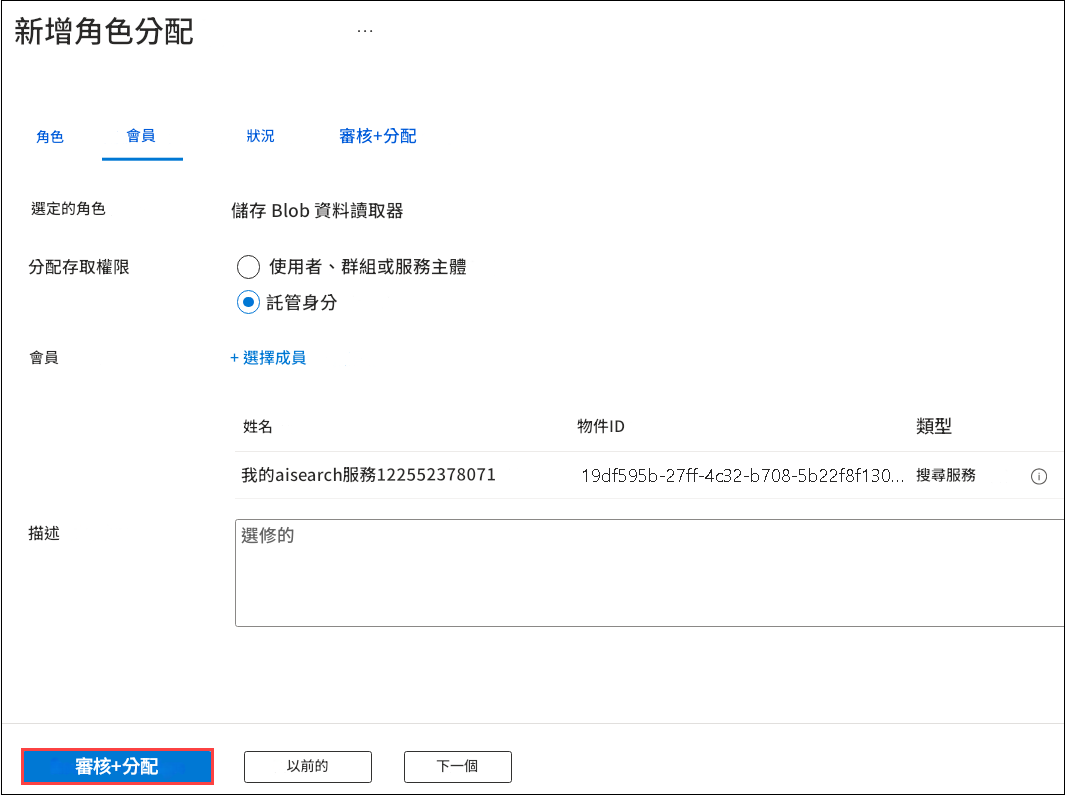 新增角色分配 ...
角色 會員 狀況 審核+分配
選定的角色 儲存 Blob 資料讀取器
分配存取權限 使用者、群組或服務主體
託管身分
會員 + 選擇成員
姓名 物件ID 類型
我的aisearch服務122552378071 19df595b-27ff-4c32-b708-5b22f8f130... 搜尋服務
描述 選修的
審核+分配 以前的 下一個